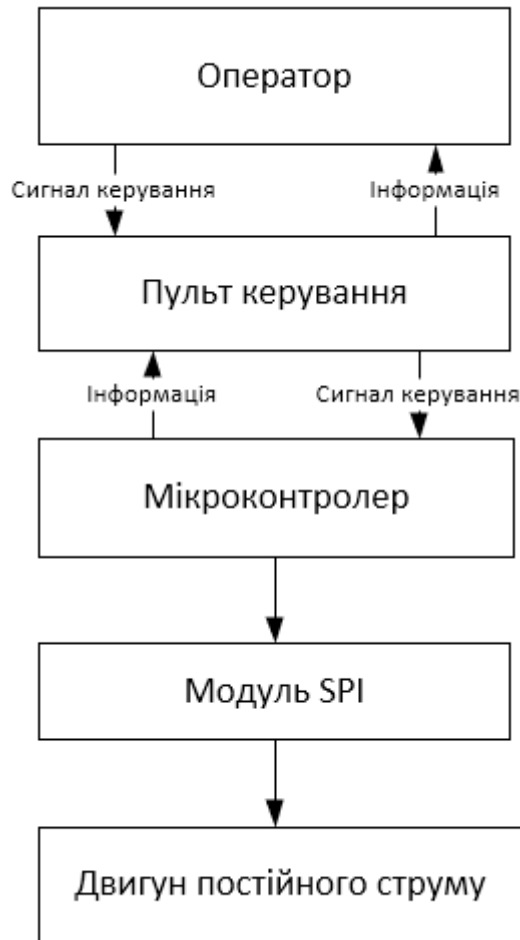 Оператор
Сигнал керування
Інформація
Пульт керування
Інформація
Сигнал керування
Мікроконтролер
Модуль SPI
Двигун постійного струму